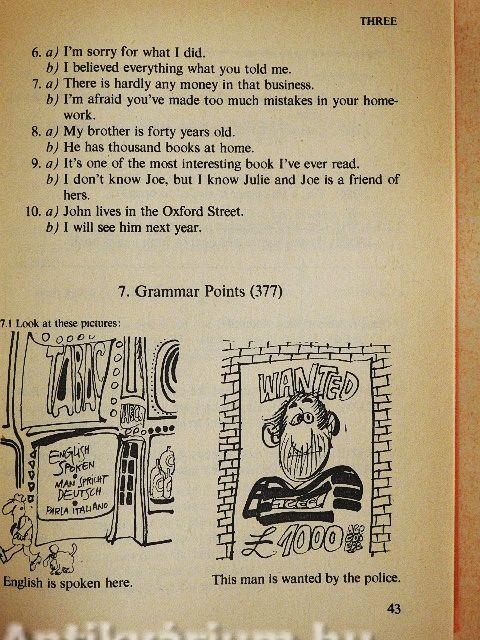 THREE
6. a) I'm sorry for what I did.
b) I believed everything what you told me.
7. a) There is hardly any money in that business.
b) I'm afraid you've made too much mistakes in your home-
work.
8. a) My brother is forty years old.
b) He has thousand books at home.
9. a) It's one of the most interesting book I've ever read.
b) I don't know Joe, but I know Julie and Joe is a friend of
hers.
10. a) John lives in the Oxford Street.
b) I will see him next year.
7. Grammar Points (377)
7.1 Look at these pictures:
TABAC
ENGLISH
SPOKEN
MAN SPRICHT
DEUTSCH
PARLA ITALIANO
English is spoken here.
WANTED
£ 1000
This man is wanted by the police.
43
Antikvárium.hu